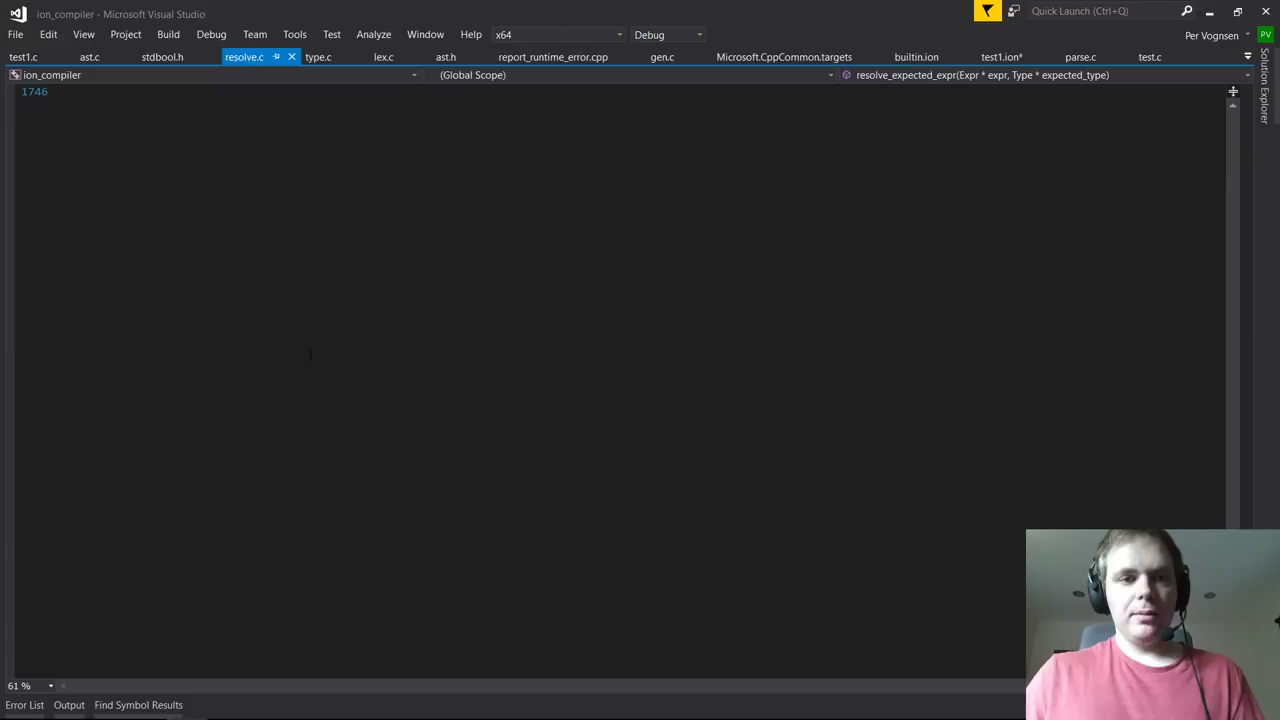 ion_compiler - Microsoft Visual Studio
Quick Launch (Ctrl+Q)
File Edit View Project Build Debug Team Tools Test Analyze Window Help x64 Debug Per Vognsen PV
test1.c ast.c stdbool.h resolve.c type.c lex.c ast.h report_runtime_error.cpp gen.c Microsoft.CppCommon.targets builtin.ion test1.ion* parse.c test.c
ion_compiler (Global Scope) resolve_expected_expr(Expr * expr, Type * expected_type)
Solution Explorer
1746
61 %
Error List Output Find Symbol Results